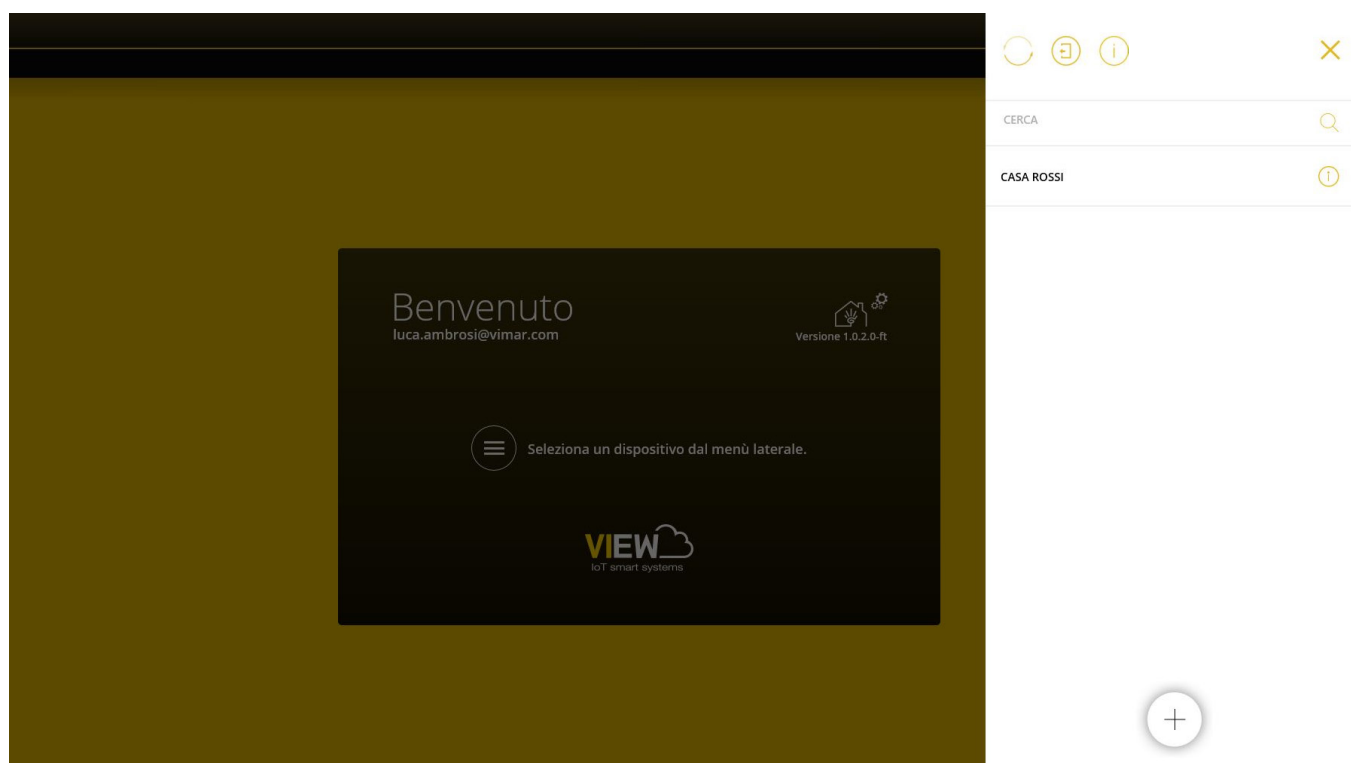 CERCA
CASA ROSSI
Benvenuto
luca.ambrosi@vimar.com
Versione 1.0.2.0-ft
Seleziona un dispositivo dal menù laterale.
VIEW
IoT smart systems